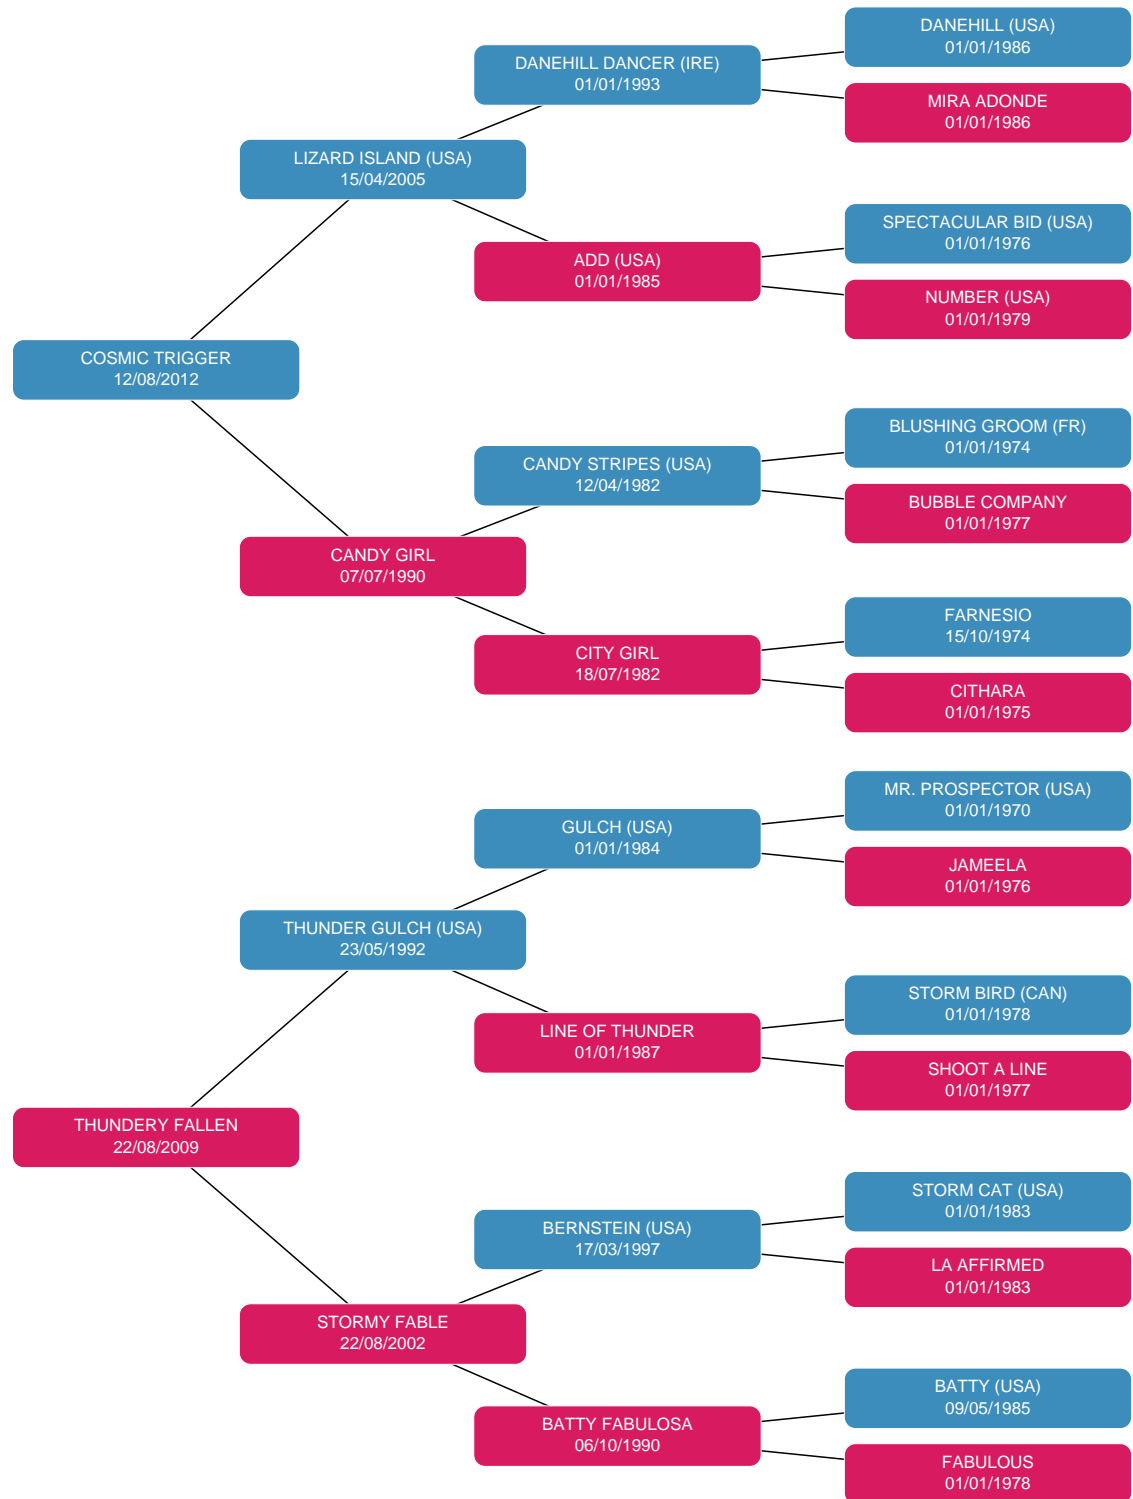 DANEHILL (USA)
01/01/1986
DANEHILL DANCER (IRE)
01/01/1993
MIRA ADONDE
01/01/1986
LIZARD ISLAND (USA)
15/04/2005
SPECTACULAR BID (USA)
01/01/1976
ADD (USA)
01/01/1985
NUMBER (USA)
01/01/1979
COSMIC TRIGGER
12/08/2012
BLUSHING GROOM (FR)
01/01/1974
CANDY STRIPES (USA)
12/04/1982
BUBBLE COMPANY
01/01/1977
CANDY GIRL
07/07/1990
FARNESIO
15/10/1974
CITY GIRL
18/07/1982
CITHARA
01/01/1975
MR. PROSPECTOR (USA)
01/01/1970
GULCH (USA)
01/01/1984
JAMEELA
01/01/1976
THUNDER GULCH (USA)
23/05/1992
STORM BIRD (CAN)
01/01/1978
LINE OF THUNDER
01/01/1987
SHOOT A LINE
01/01/1977
THUNDERY FALLEN
22/08/2009
STORM CAT (USA)
01/01/1983
BERNSTEIN (USA)
17/03/1997
LA AFFIRMED
01/01/1983
STORMY FABLE
22/08/2002
BATTY (USA)
09/05/1985
BATTY FABULOSA
06/10/1990
FABULOUS
01/01/1978